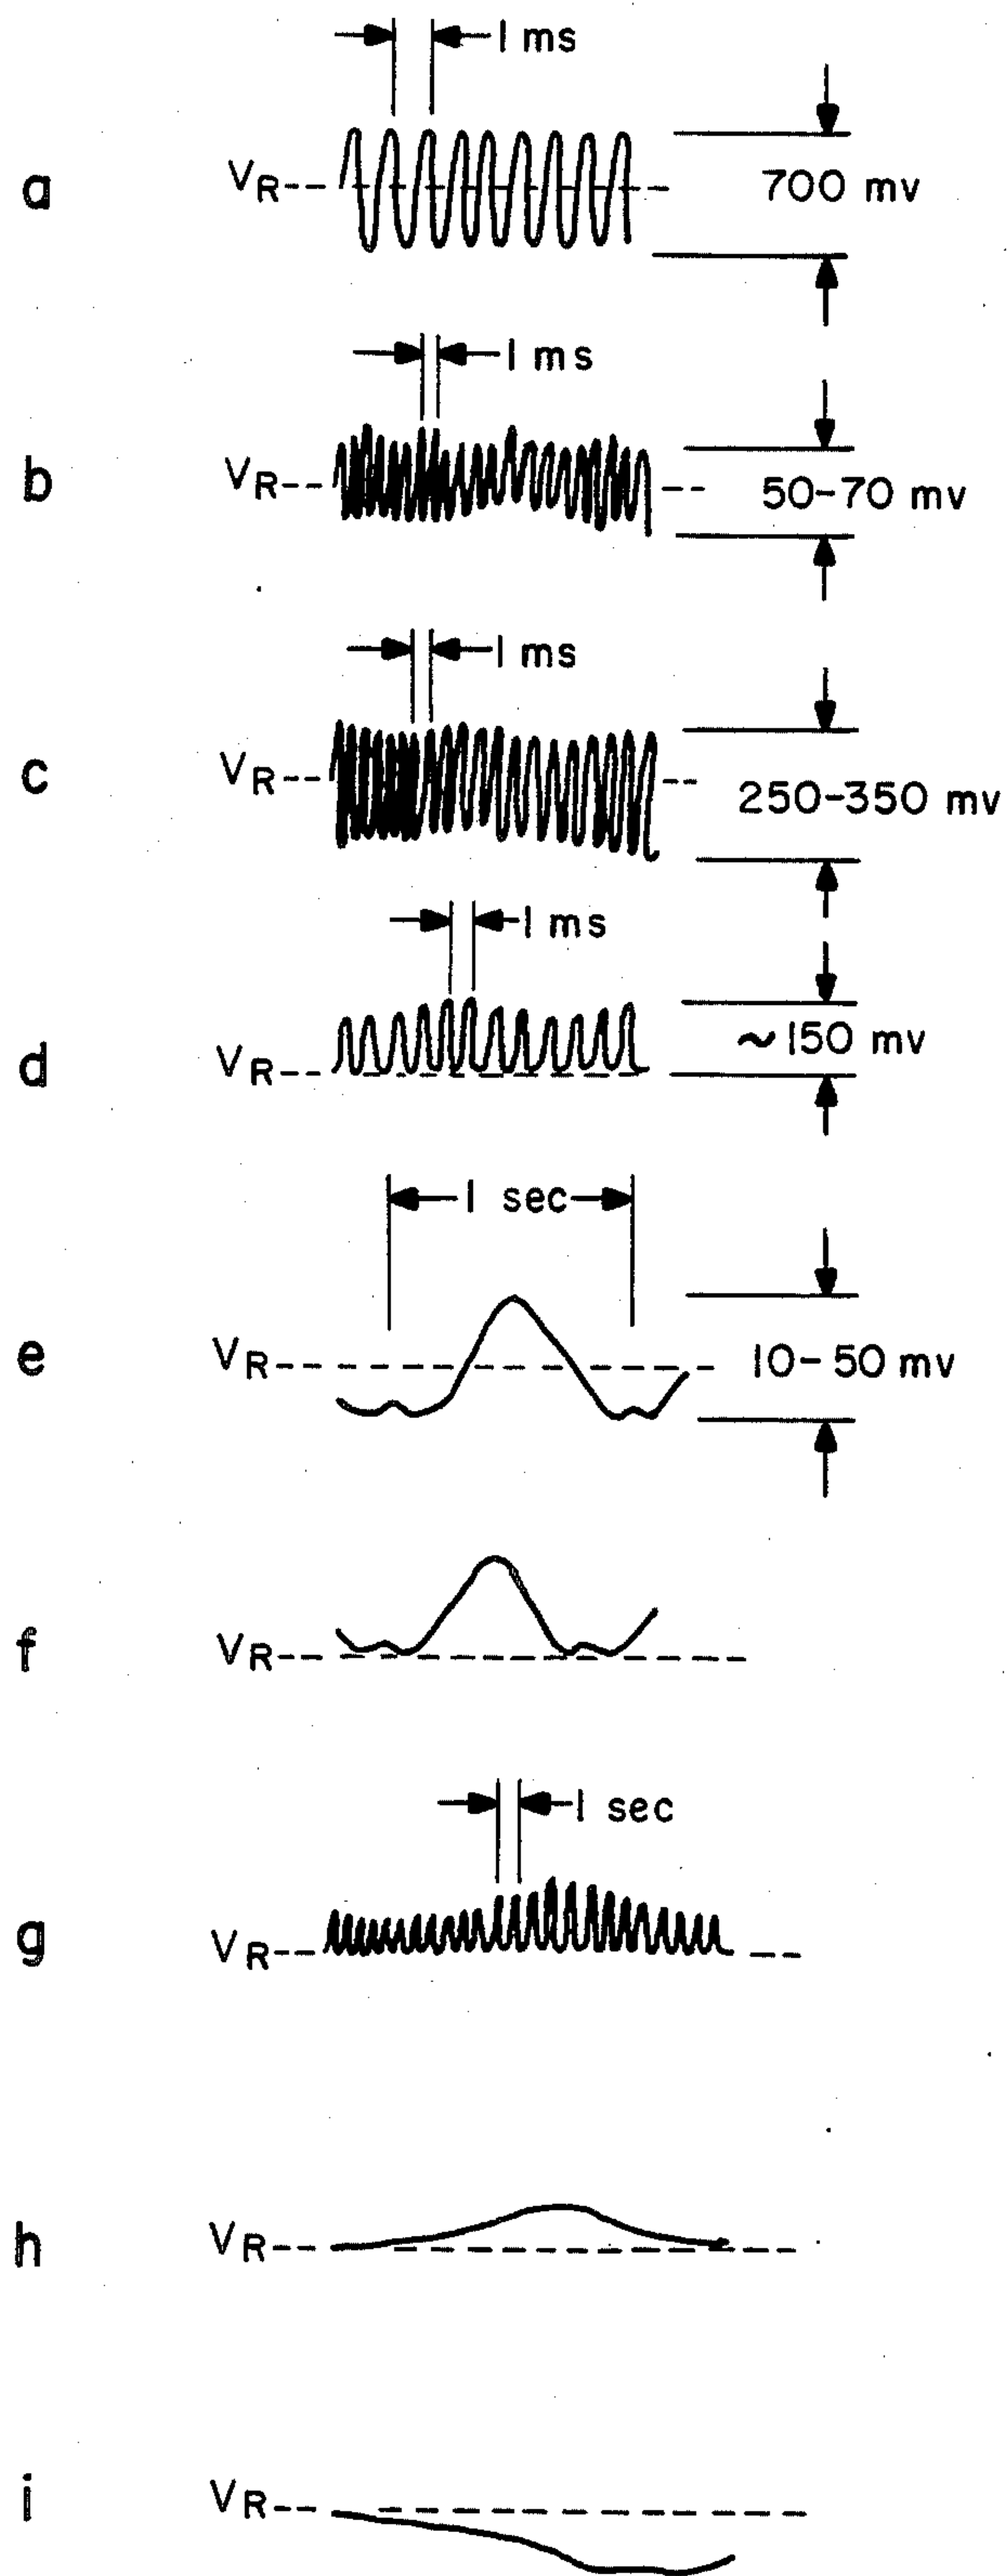 1 ms
a VR 700 mv
1 ms
b VR 50-70 mv
1 ms
c VR 250-350 mv
1 ms
d VR ~150 mv
1 sec
e VR 10-50 mv
f VR
1 sec
g VR
h VR
i VR